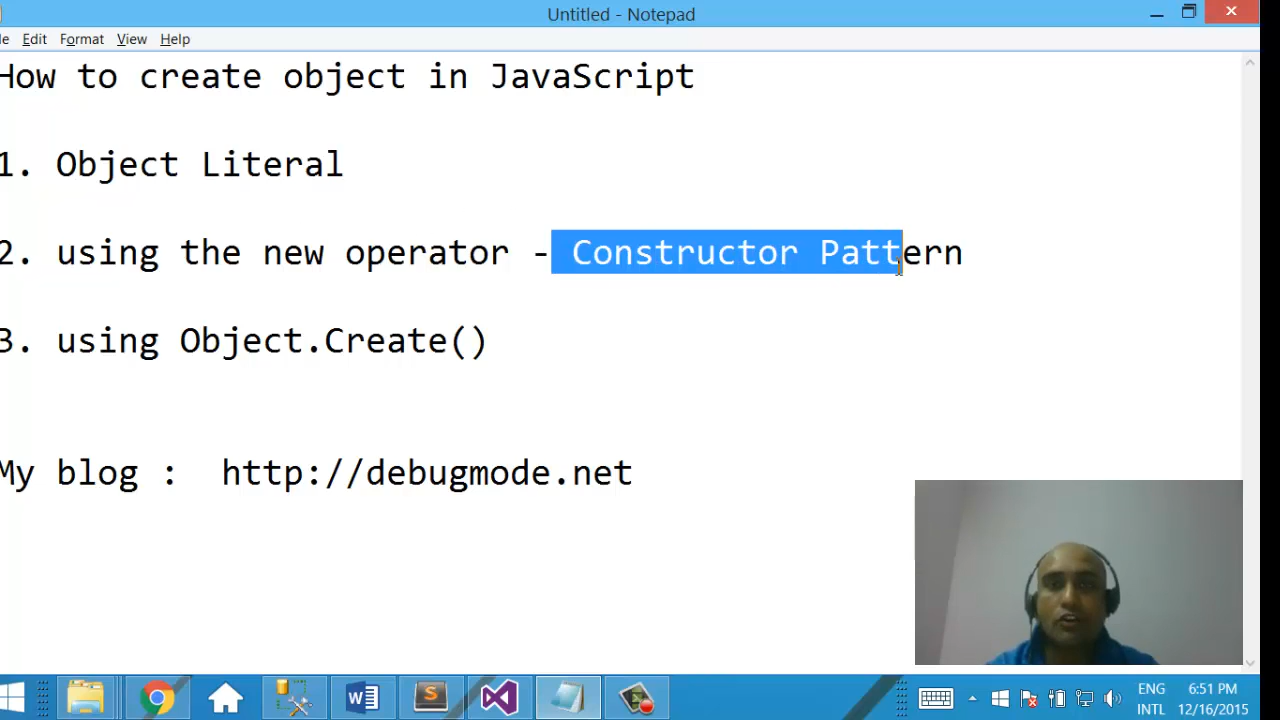 Untitled - Notepad
Edit Format View Help
How to create object in JavaScript
1. Object Literal
2. using the new operator - Constructor Pattern
3. using Object.Create()
My blog : http://debugmode.net
ENG 6:51 PM
INTL 12/16/2015